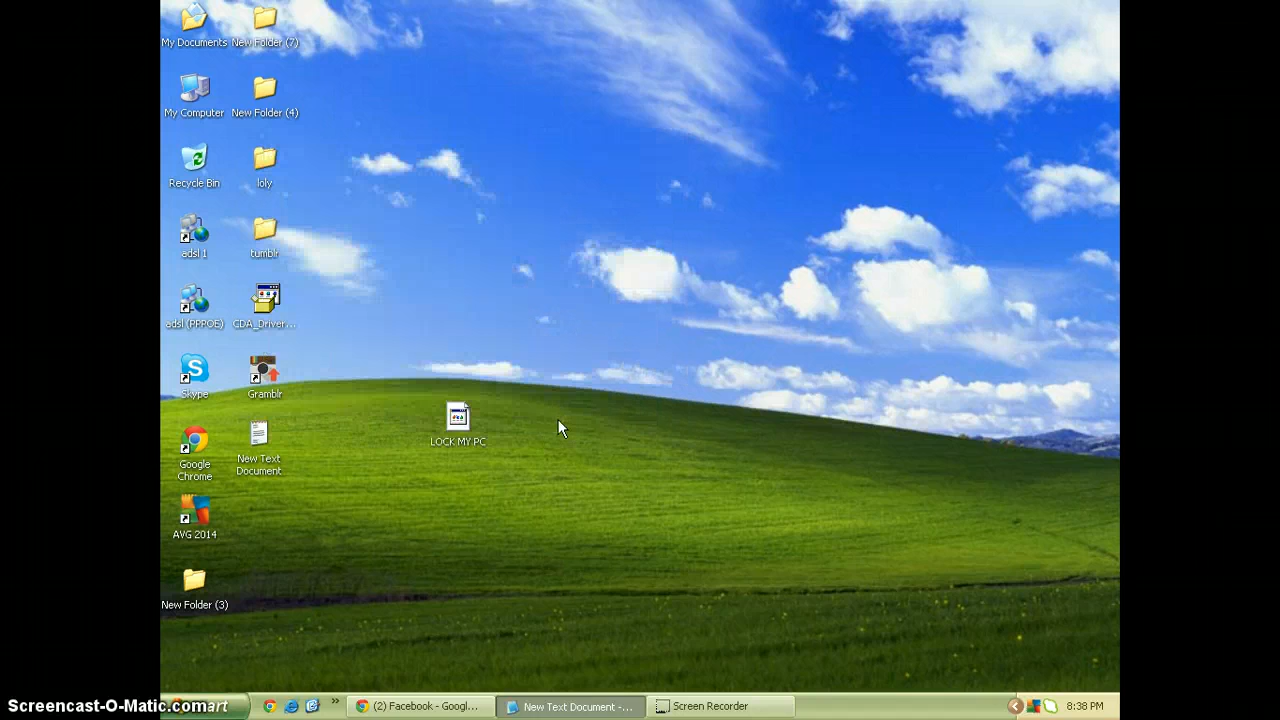 My Documents
New Folder (7)
My Computer
New Folder (4)
Recycle Bin
loly
adsl 1
tumblr
adsl (PPPOE)
CDA_Driver...
Skype
Gramblr
LOCK MY PC
Google
Chrome
New Text
Document
AVG 2014
New Folder (3)
Screencast-O-Matic.com
art
(2) Facebook - Googl...
New Text Document -...
Screen Recorder
8:38 PM